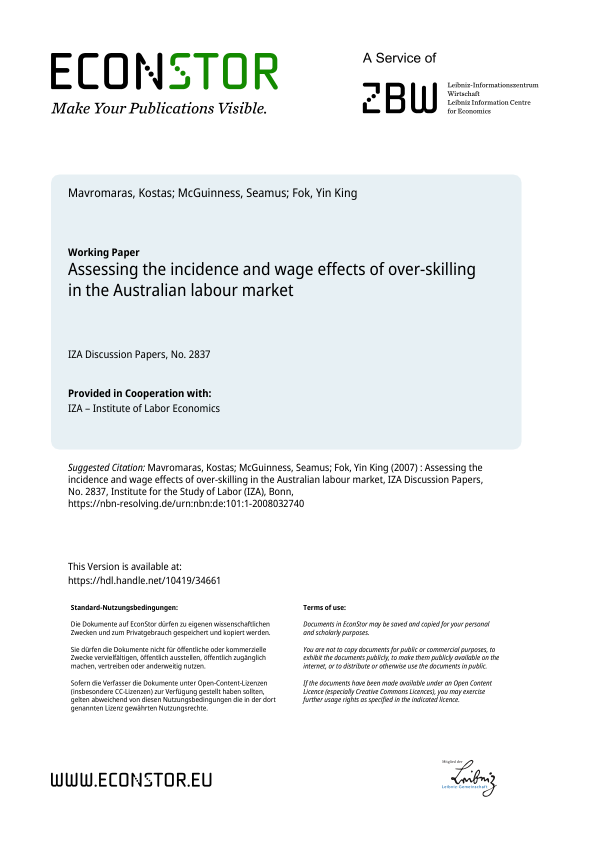 ECONSTOR
Make Your Publications Visible.
A Service of
ZBW
Leibniz-Informationszentrum
Wirtschaft
Leibniz Information Centre
for Economics
Mavromaras, Kostas; McGuinness, Seamus; Fok, Yin King
Working Paper
Assessing the incidence and wage effects of over-skilling
in the Australian labour market
IZA Discussion Papers, No. 2837
Provided in Cooperation with:
IZA – Institute of Labor Economics
Suggested Citation: Mavromaras, Kostas; McGuinness, Seamus; Fok, Yin King (2007) : Assessing the
incidence and wage effects of over-skilling in the Australian labour market, IZA Discussion Papers,
No. 2837, Institute for the Study of Labor (IZA), Bonn,
https://nbn-resolving.de/urn:nbn:de:101:1-2008032740
This Version is available at:
https://hdl.handle.net/10419/34661
Standard-Nutzungsbedingungen:
Die Dokumente auf EconStor dürfen zu eigenen wissenschaftlichen
Zwecken und zum Privatgebrauch gespeichert und kopiert werden.
Sie dürfen die Dokumente nicht für öffentliche oder kommerzielle
Zwecke vervielfältigen, öffentlich ausstellen, öffentlich zugänglich
machen, vertreiben oder anderweitig nutzen.
Sofern die Verfasser die Dokumente unter Open-Content-Lizenzen
(insbesondere CC-Lizenzen) zur Verfügung gestellt haben sollten,
gelten abweichend von diesen Nutzungsbedingungen die in der dort
genannten Lizenz gewährten Nutzungsrechte.
Terms of use:
Documents in EconStor may be saved and copied for your personal
and scholarly purposes.
You are not to copy documents for public or commercial purposes, to
exhibit the documents publicly, to make them publicly available on the
internet, or to distribute or otherwise use the documents in public.
If the documents have been made available under an Open Content
Licence (especially Creative Commons Licences), you may exercise
further usage rights as specified in the indicated licence.
WWW.ECONSTOR.EU
Mitglied der
Leibniz
Leibniz-Gemeinschaft